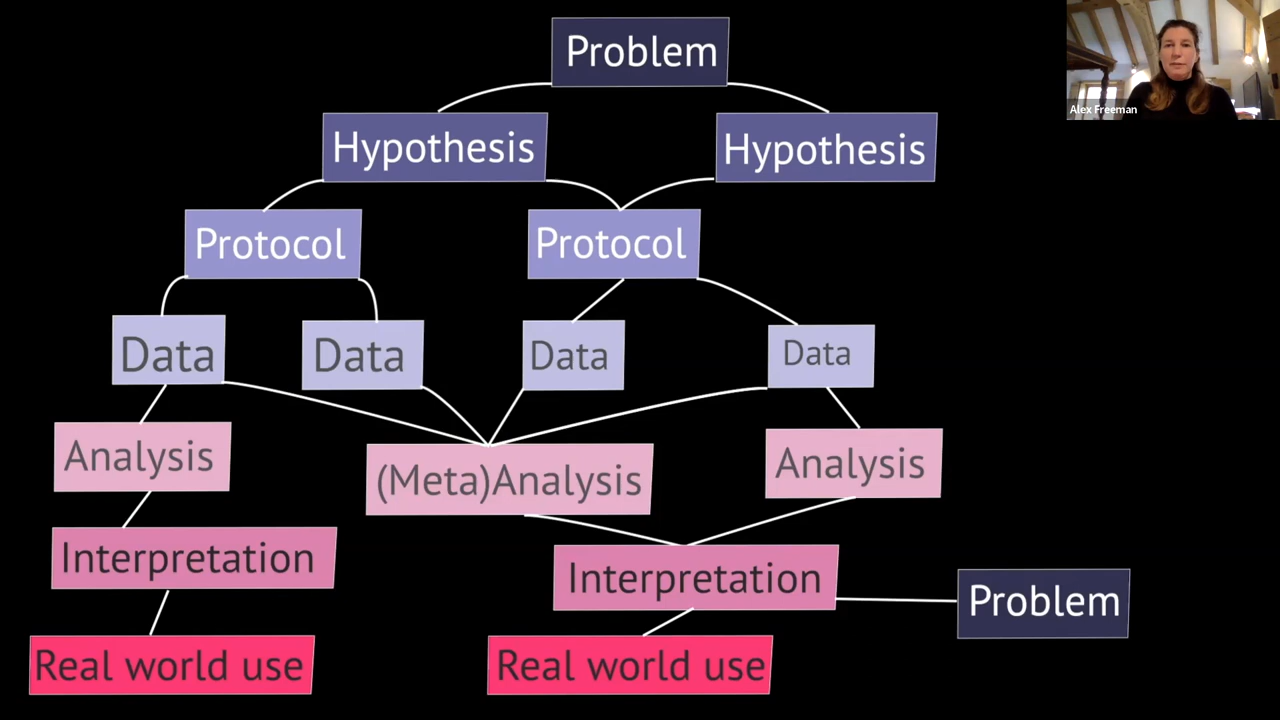 Problem
Alex Freeman
Hypothesis
Hypothesis
Protocol
Protocol
Data
Data
Data
Data
Analysis
(Meta)Analysis
Analysis
Interpretation
Interpretation
Problem
Real world use
Real world use